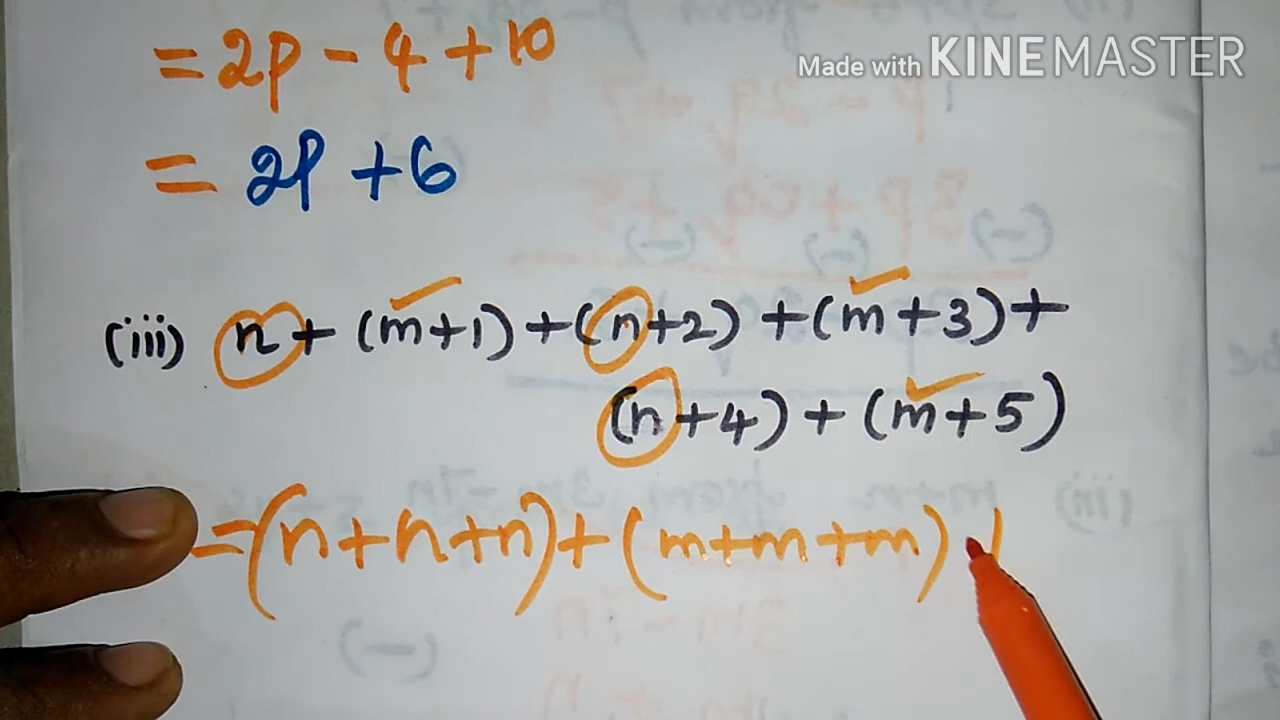 = 2p - 4 + 10
Made with KINEMASTER
= 2p + 6
(iii) n + (m+1) + (n+2) + (m+3) +
(n+4) + (m+5)
= (n+n+n) + (m+m+m)